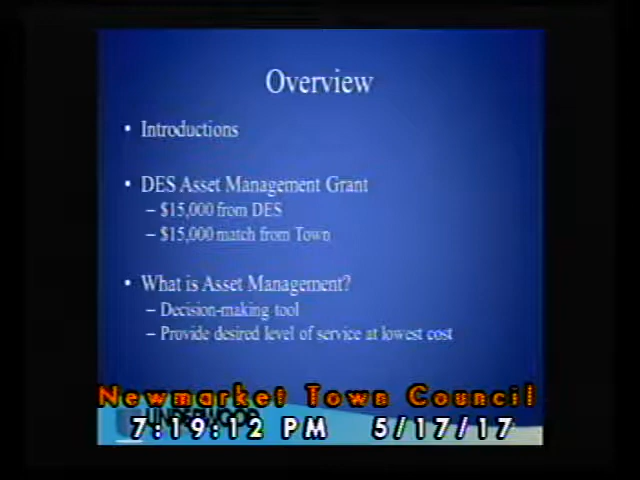 Overview
• Introductions
• DES Asset Management Grant
– $15,000 from DES
– $15,000 match from Town
• What is Asset Management?
– Decision-making tool
– Provide desired level of service at lowest cost
Newmarket Town Council
UNDERWOOD
7:19:12 PM 5/17/17